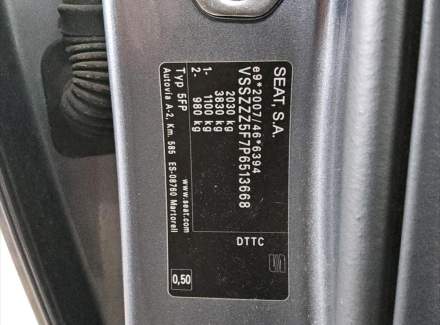 SEAT, S.A.
e9*2007/46*6394
VSSZZZ5F7P6513668
2030 kg
3830 kg
1- 1100 kg
2- 980 kg
Typ 5FP
www.seat.com
Autovia A-2, Km. 585 ES-08760 Martorell
DTTC
0,50